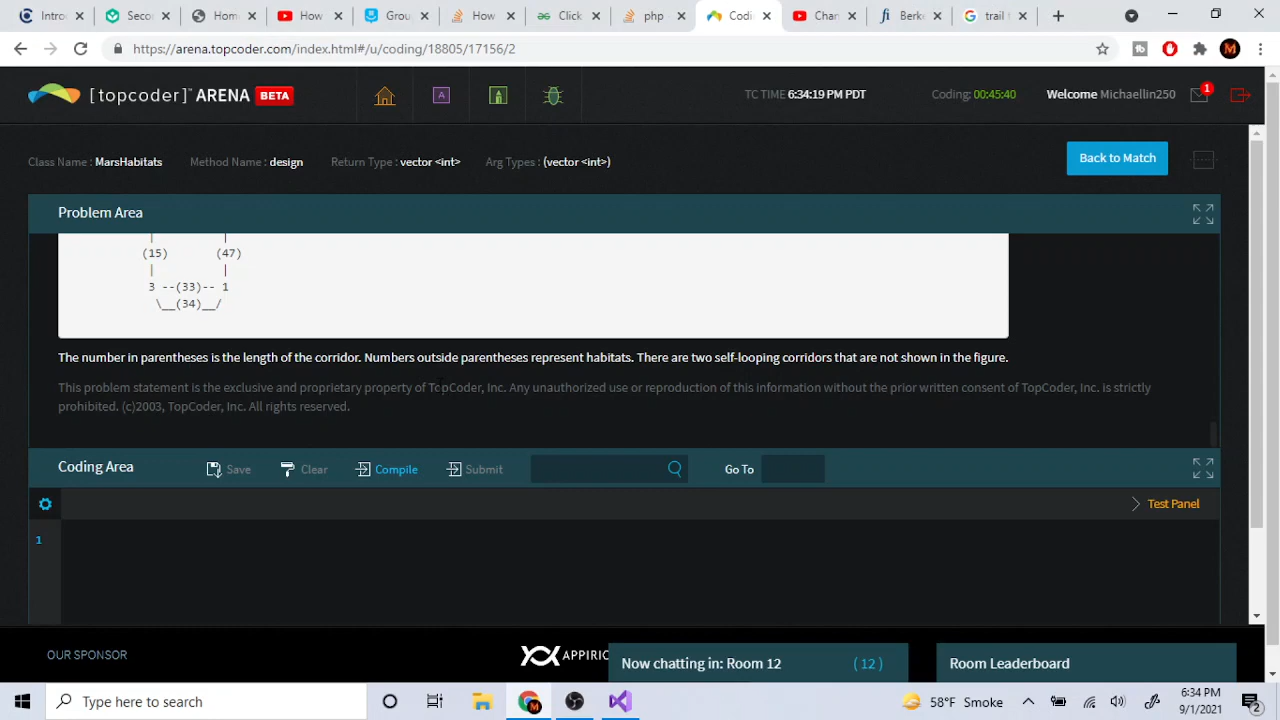 Intro
Secor
Home
How
Grou
How
Click
php
Codi
Chan
Berke
trail
https://arena.topcoder.com/index.html#/u/coding/18805/17156/2
[topcoder]™ ARENA BETA
TC TIME 6:34:19 PM PDT
Coding: 00:45:40
Welcome Michaellin250
1
Class Name : MarsHabitats
Method Name : design
Return Type : vector <int>
Arg Types : (vector <int>)
Back to Match
Problem Area
(15) (47)
| |
3 --(33)-- 1
\__(34)__/
The number in parentheses is the length of the corridor. Numbers outside parentheses represent habitats. There are two self-looping corridors that are not shown in the figure.
This problem statement is the exclusive and proprietary property of TopCoder, Inc. Any unauthorized use or reproduction of this information without the prior written consent of TopCoder, Inc. is strictly
prohibited. (c)2003, TopCoder, Inc. All rights reserved.
Coding Area
Save
Clear
Compile
Submit
Go To
Test Panel
1
OUR SPONSOR
APPIRIO
Now chatting in: Room 12 ( 12 )
Room Leaderboard
Type here to search
58°F Smoke
6:34 PM
9/1/2021
2